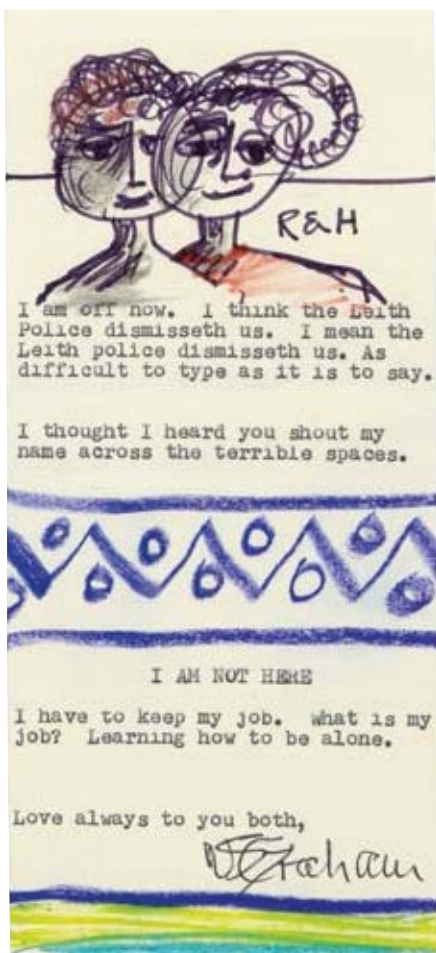 R & H
I am off now. I think the Leith
Police dismisseth us. I mean the
Leith police dismisseth us. As
difficult to type as it is to say.
I thought I heard you shout my
name across the terrible spaces.
I AM NOT HERE
I have to keep my job. What is my
job? Learning how to be alone.
Love always to you both,
WS Graham